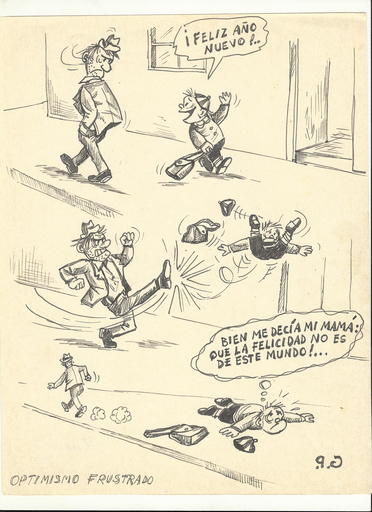 ¡FELIZ AÑO
NUEVO!..
BIEN ME DECÍA MI MAMÁ:
QUE LA FELICIDAD NO ES
DE ESTE MUNDO!...
G.P.
OPTIMISMO FRUSTRADO